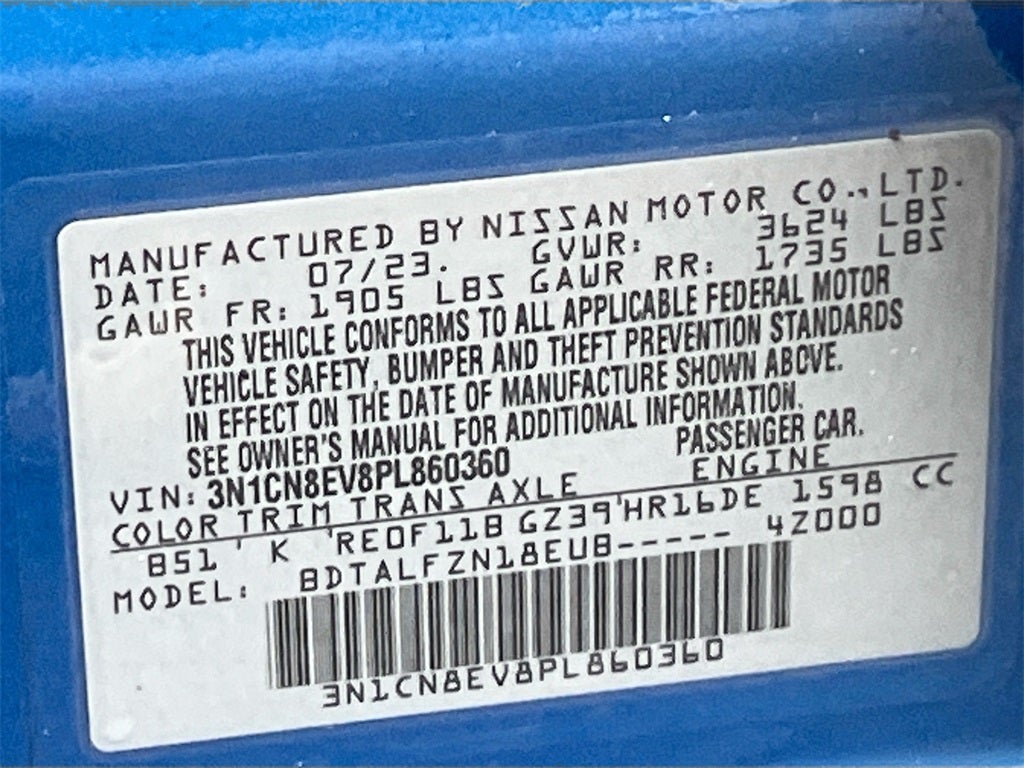 MANUFACTURED BY NISSAN MOTOR CO., LTD.
DATE: 07/23. GVWR: 3624 LBS
GAWR FR: 1905 LBS GAWR RR: 1735 LBS
THIS VEHICLE CONFORMS TO ALL APPLICABLE FEDERAL MOTOR
VEHICLE SAFETY, BUMPER AND THEFT PREVENTION STANDARDS
IN EFFECT ON THE DATE OF MANUFACTURE SHOWN ABOVE.
SEE OWNER'S MANUAL FOR ADDITIONAL INFORMATION.
VIN: 3N1CN8EV8PL860360 PASSENGER CAR.
COLOR TRIM TRANS AXLE ENGINE
B51 ' K 'RE0F11B GZ39'HR16DE 1598 CC
MODEL: BDTALFZN18EUB----- 4Z000
3N1CN8EV8PL860360